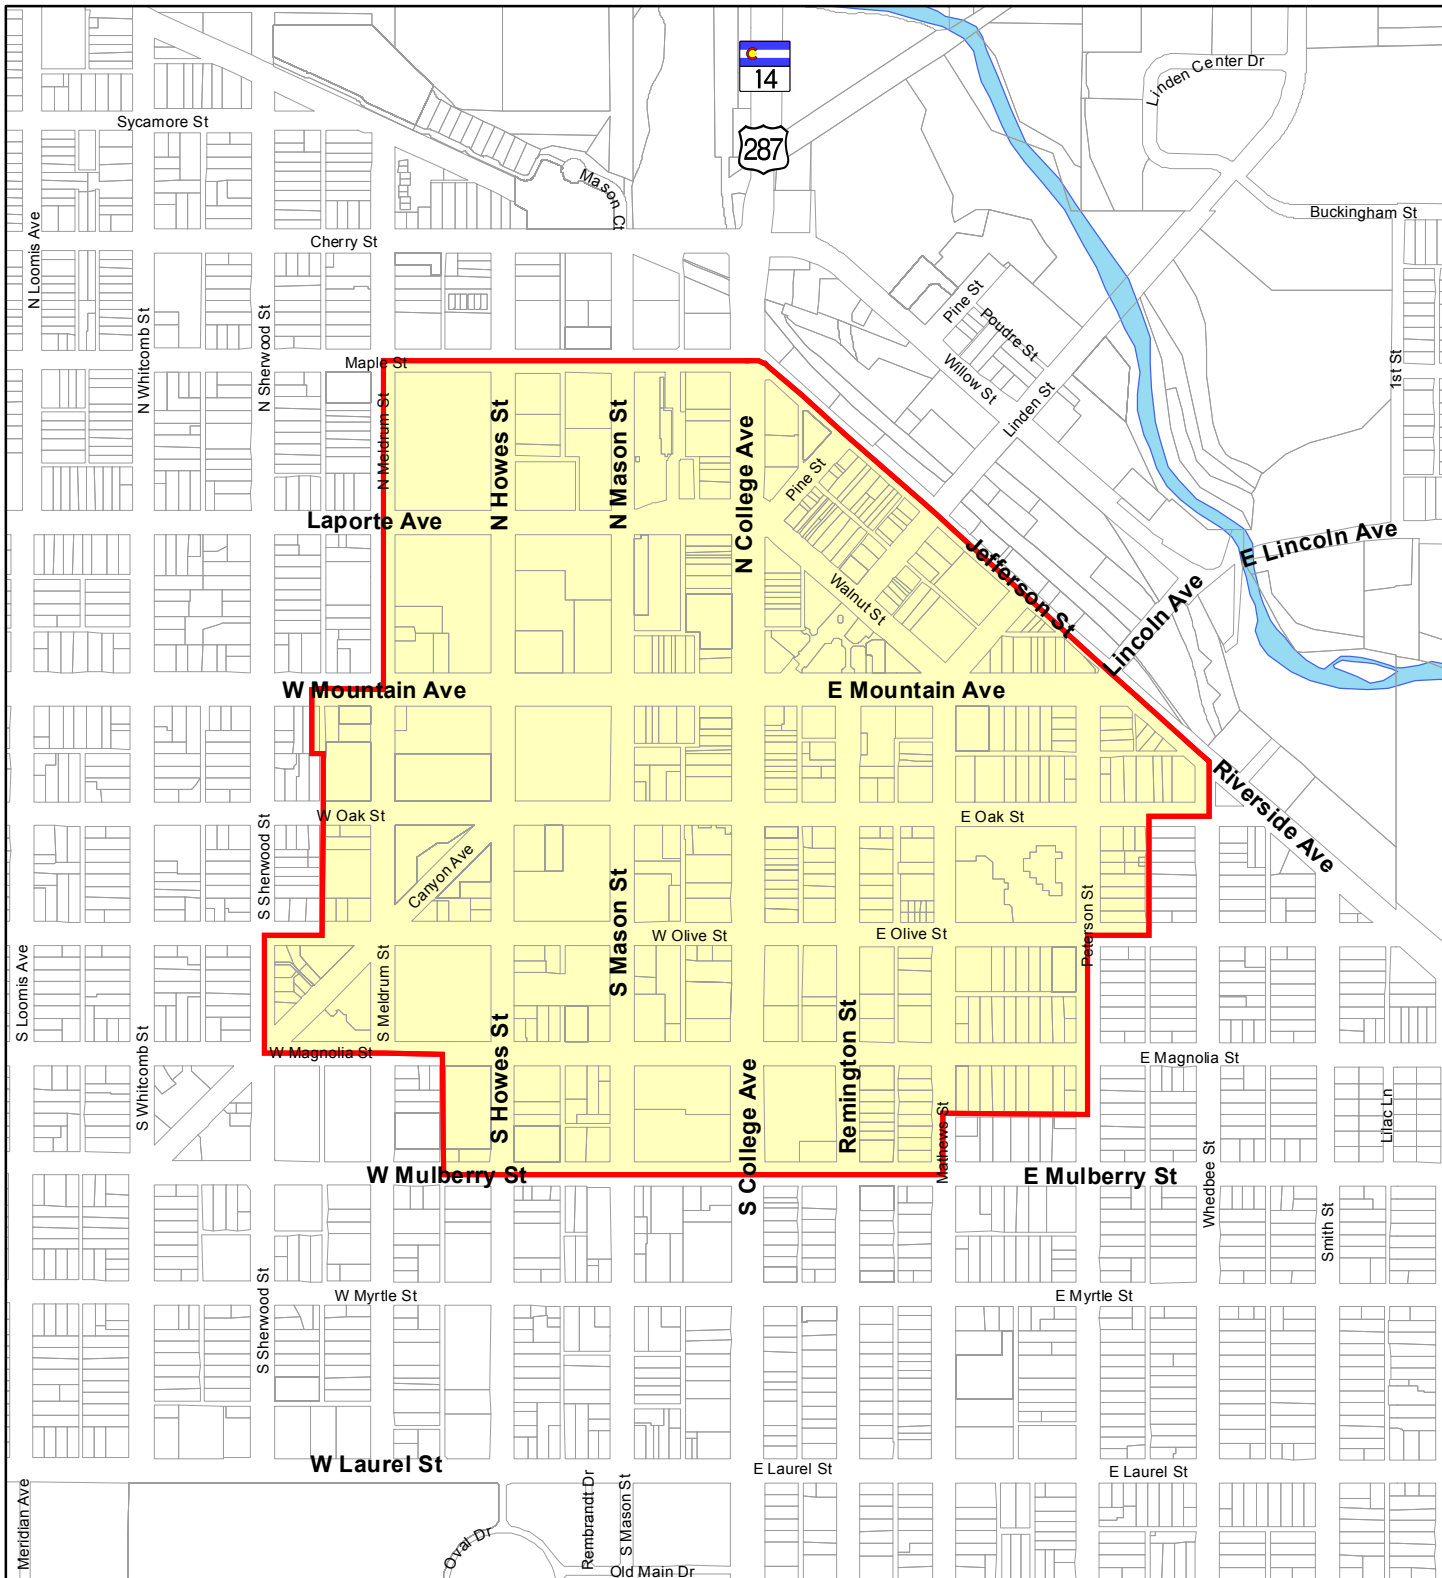 C
14
287
Linden Center Dr
Sycamore St
Mason Ct
Buckingham St
N Loomis Ave
Cherry St
Pine St
Poudre St
N Whitcomb St
N Sherwood St
Maple St
Willow St
Linden St
1st St
N Meldrum St
N Howes St
N Mason St
N College Ave
Pine St
Laporte Ave
Jefferson St
E Lincoln Ave
Walnut St
Lincoln Ave
W Mountain Ave
E Mountain Ave
Riverside Ave
W Oak St
E Oak St
S Sherwood St
Canyon Ave
S Mason St
Peterson St
W Olive St
E Olive St
S Loomis Ave
S Meldrum St
Remington St
S Howes St
W Magnolia St
E Magnolia St
S Whitcomb St
S College Ave
Mathews St
Lilac Ln
W Mulberry St
E Mulberry St
Whedbee St
Smith St
S Sherwood St
W Myrtle St
E Myrtle St
W Laurel St
E Laurel St
E Laurel St
Meridian Ave
Oval Dr
Rembrandt Dr
S Mason St
Old Main Dr